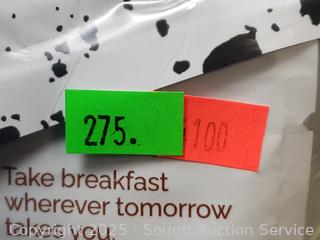 275.
100
Take breakfast
wherever tomorrow
takes you.
Copyright 2025 - Sound Auction Service